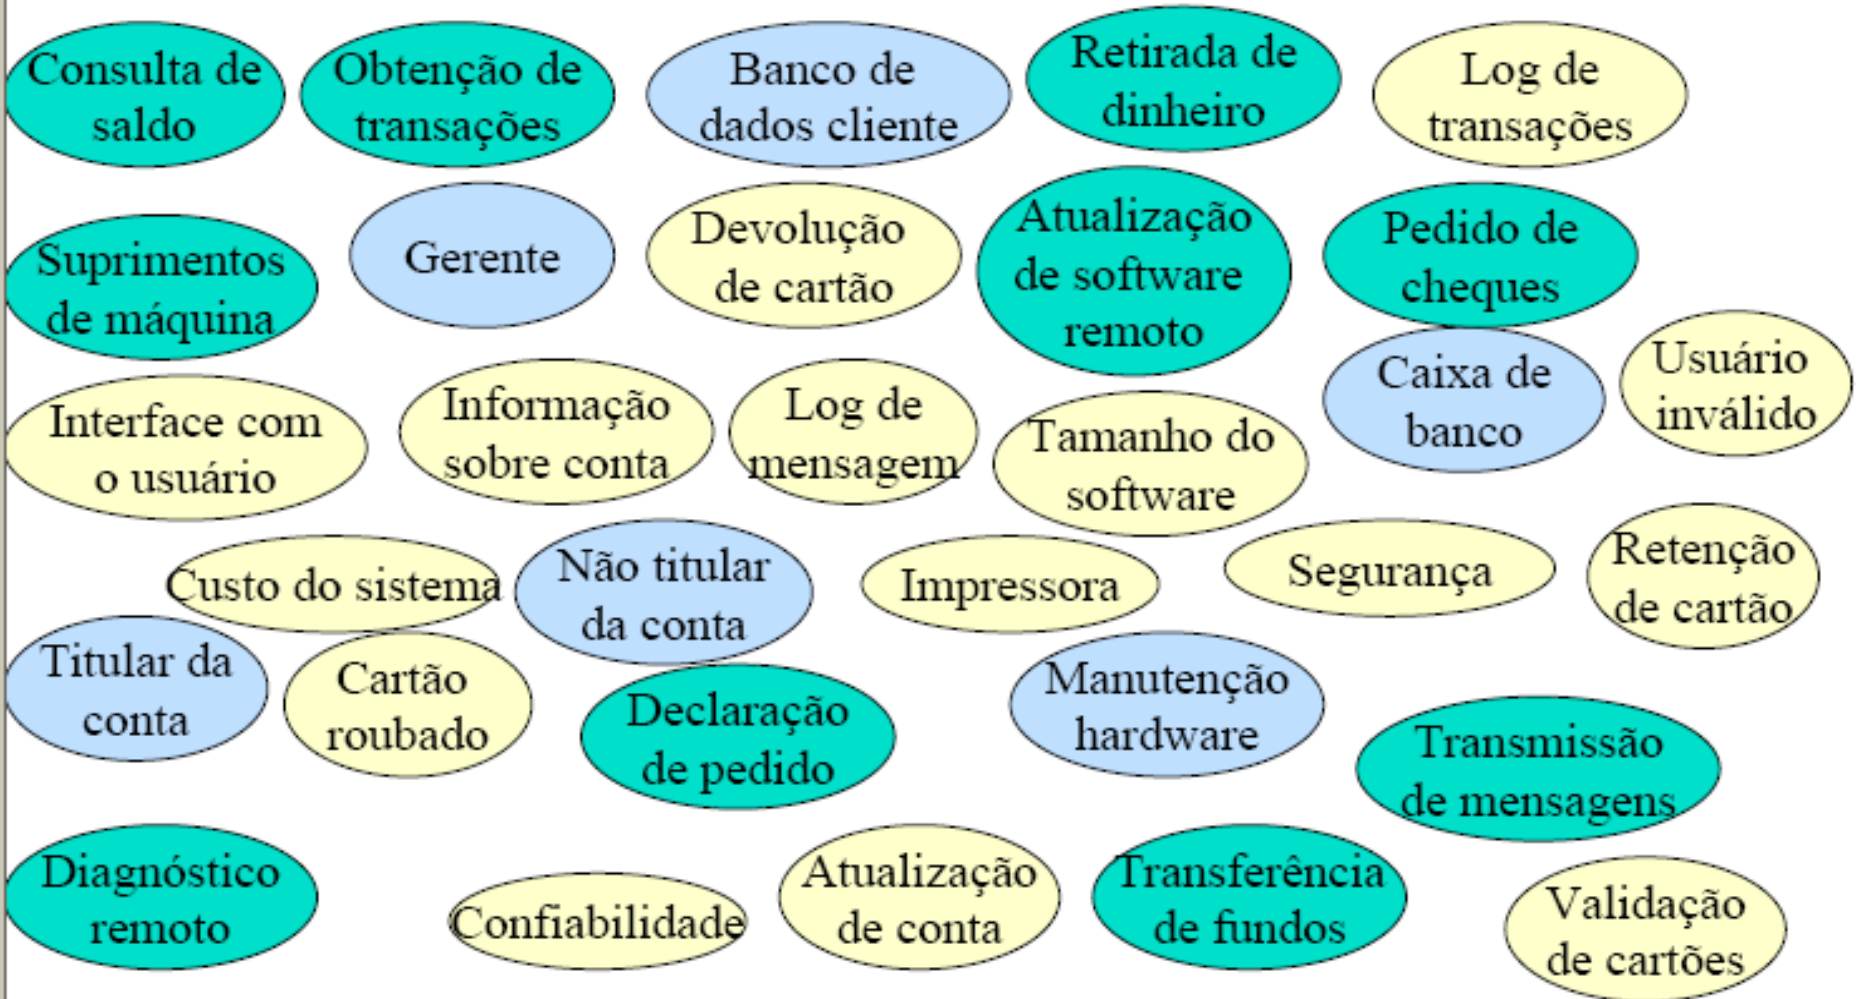 Consulta de
saldo
Obtenção de
transações
Banco de
dados cliente
Retirada de
dinheiro
Log de
transações
Suprimentos
de máquina
Gerente
Devolução
de cartão
Atualização
de software
remoto
Pedido de
cheques
Interface com
o usuário
Informação
sobre conta
Log de
mensagem
Tamanho do
software
Caixa de
banco
Usuário
inválido
Custo do sistema
Não titular
da conta
Impressora
Segurança
Retenção
de cartão
Titular da
conta
Cartão
roubado
Declaração
de pedido
Manutenção
hardware
Transmissão
de mensagens
Diagnóstico
remoto
Confiabilidade
Atualização
de conta
Transferência
de fundos
Validação
de cartões